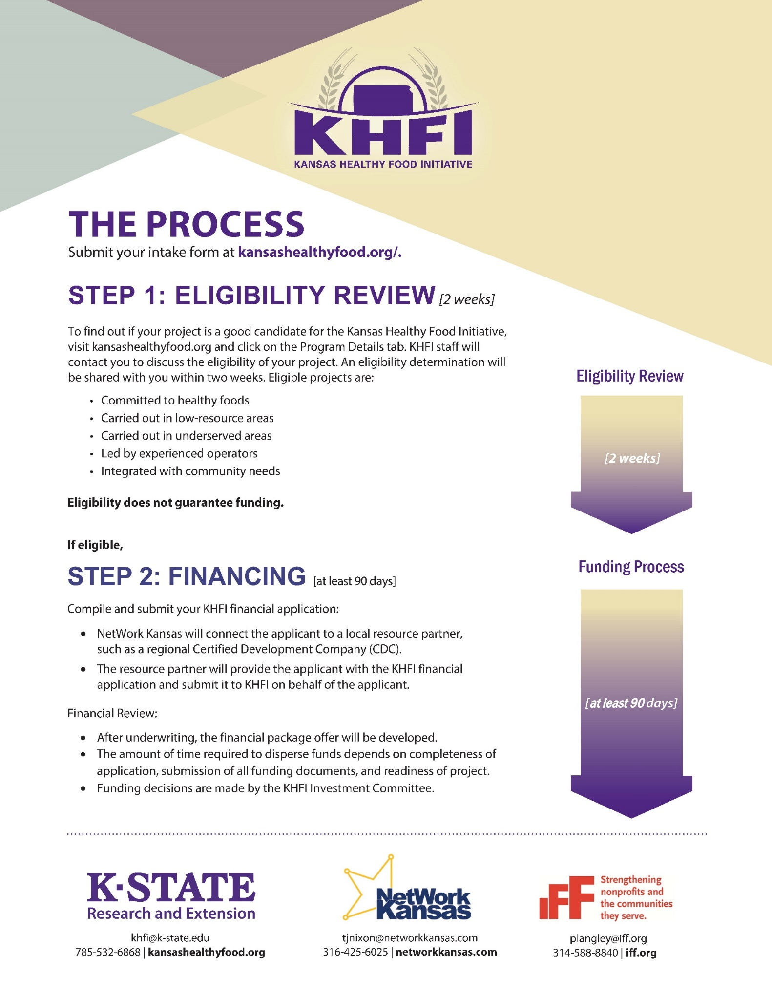 KHFI
KANSAS HEALTHY FOOD INITIATIVE
THE PROCESS
Submit your intake form at kansashealthyfood.org/.
STEP 1: ELIGIBILITY REVIEW [2 weeks]
To find out if your project is a good candidate for the Kansas Healthy Food Initiative,
visit kansashealthyfood.org and click on the Program Details tab. KHFI staff will
contact you to discuss the eligibility of your project. An eligibility determination will
be shared with you within two weeks. Eligible projects are:
• Committed to healthy foods
• Carried out in low-resource areas
• Carried out in underserved areas
• Led by experienced operators
• Integrated with community needs
Eligibility does not guarantee funding.
Eligibility Review
[2 weeks]
If eligible,
STEP 2: FINANCING [at least 90 days]
Compile and submit your KHFI financial application:
• NetWork Kansas will connect the applicant to a local resource partner,
such as a regional Certified Development Company (CDC).
• The resource partner will provide the applicant with the KHFI financial
application and submit it to KHFI on behalf of the applicant.
Financial Review:
• After underwriting, the financial package offer will be developed.
• The amount of time required to disperse funds depends on completeness of
application, submission of all funding documents, and readiness of project.
• Funding decisions are made by the KHFI Investment Committee.
Funding Process
[at least 90 days]
K-STATE
Research and Extension
khfi@k-state.edu
785-532-6868 | kansashealthyfood.org
NetWork
Kansas
tjnixon@networkkansas.com
316-425-6025 | networkkansas.com
IFF
Strengthening
nonprofits and
the communities
they serve.
plangley@iff.org
314-588-8840 | iff.org